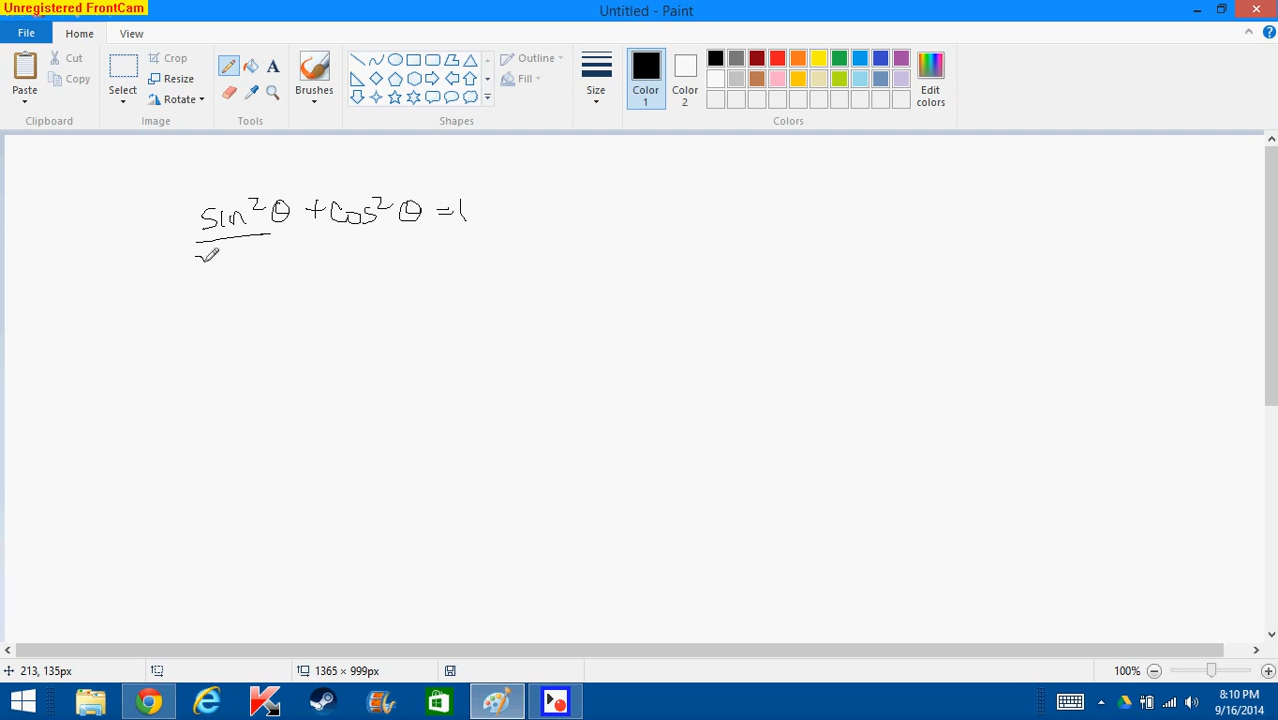 Unregistered FrontCam
Untitled - Paint
File Home View
Paste
Cut
Copy
Clipboard
Select
Crop
Resize
Rotate
Image
A
Tools
Brushes
Outline
Fill
Shapes
Size
Color 1
Color 2
Edit colors
Colors
sin²θ + cos²θ = 1
213, 135px
1365 × 999px
100%
8:10 PM
9/16/2014